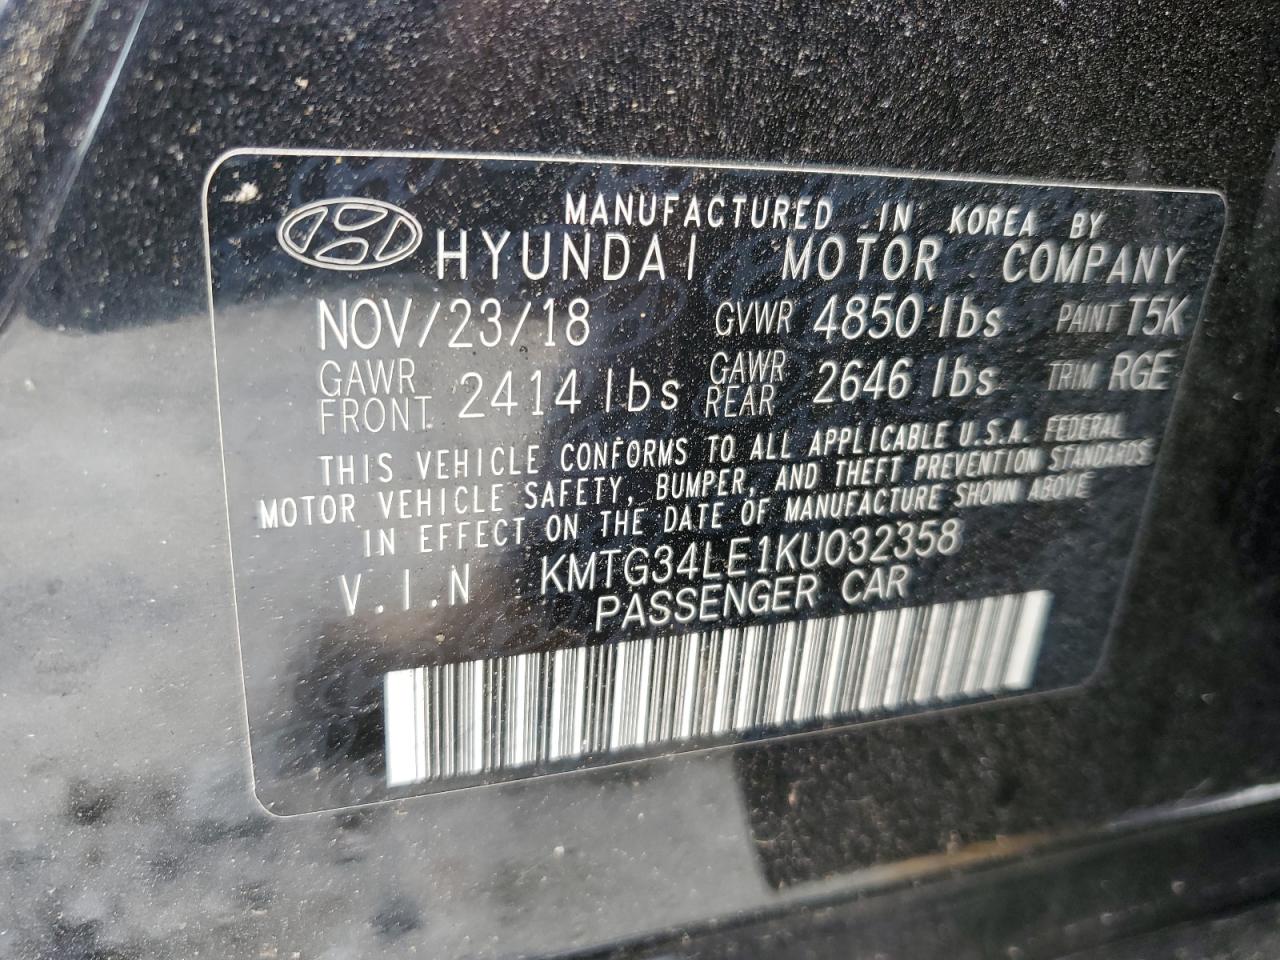 MANUFACTURED IN KOREA BY
HYUNDAI MOTOR COMPANY
NOV/23/18 GVWR 4850 lbs PAINT T5K
GAWR FRONT 2414 lbs GAWR REAR 2646 lbs TRIM RGE
THIS VEHICLE CONFORMS TO ALL APPLICABLE U.S.A. FEDERAL
MOTOR VEHICLE SAFETY, BUMPER, AND THEFT PREVENTION STANDARDS
IN EFFECT ON THE DATE OF MANUFACTURE SHOWN ABOVE
V.I.N KMTG34LE1KU032358
PASSENGER CAR